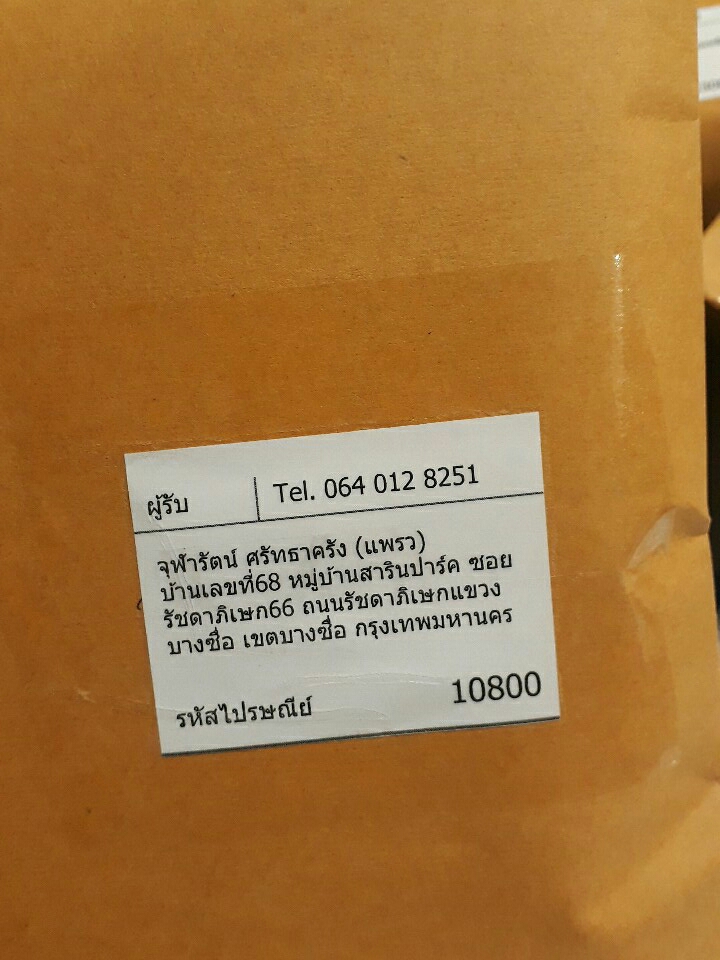 ผู้รับ Tel. 064 012 8251
จุฬารัตน์ ศรัทธาครัง (แพรว)
บ้านเลขที่68 หมู่บ้านสารินปาร์ค ซอย
รัชดาภิเษก66 ถนนรัชดาภิเษกแขวง
บางซื่อ เขตบางซื่อ กรุงเทพมหานคร
รหัสไปรษณีย์ 10800